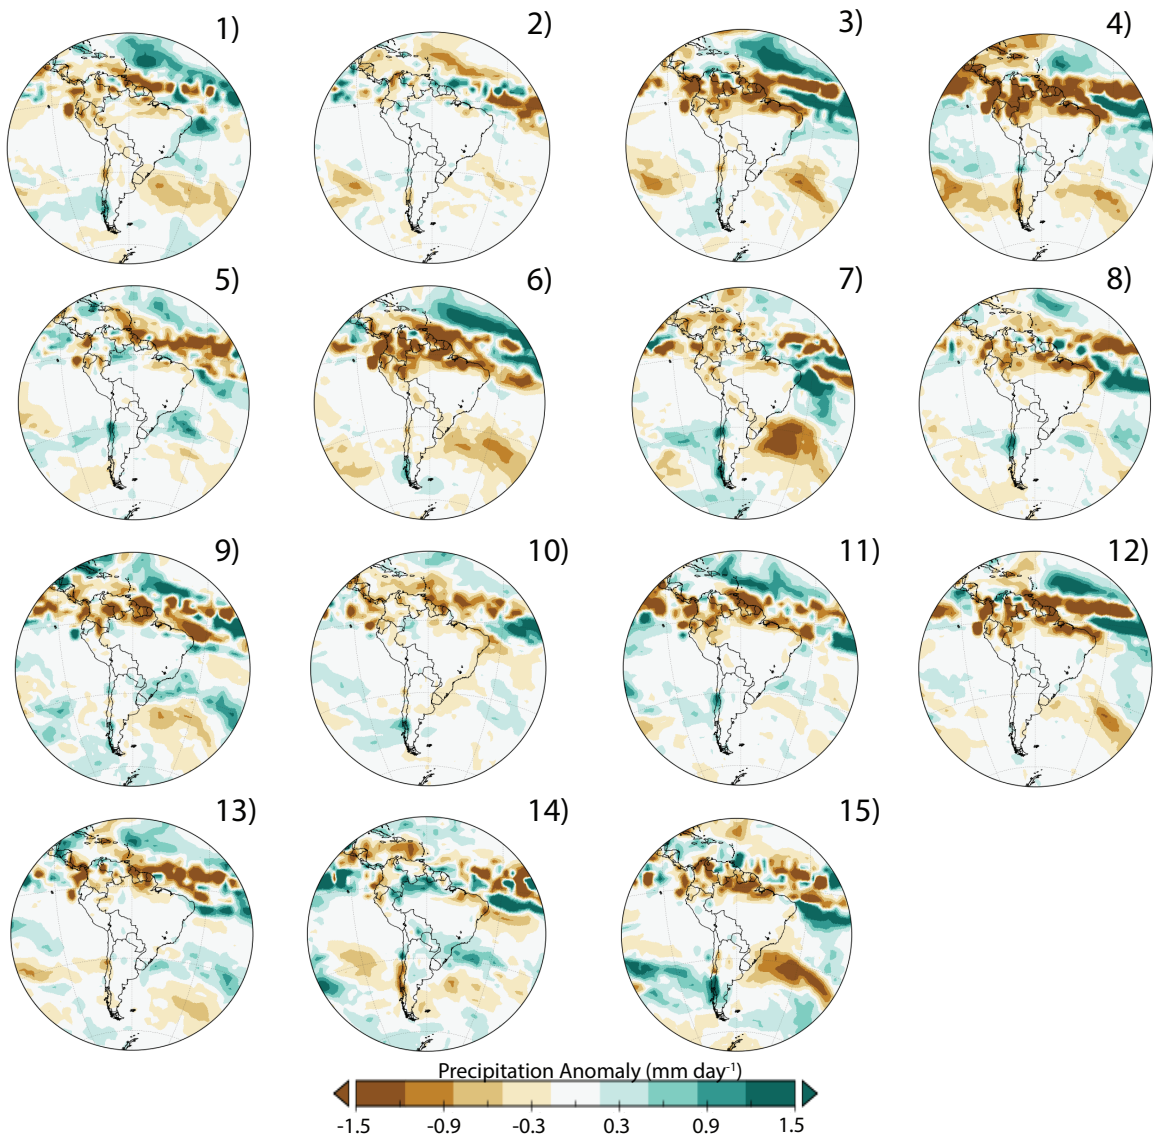 1) 2) 3) 4)
5) 6) 7) 8)
9) 10) 11) 12)
13) 14) 15)
Precipitation Anomaly (mm day⁻¹)
-1.5 -0.9 -0.3 0.3 0.9 1.5